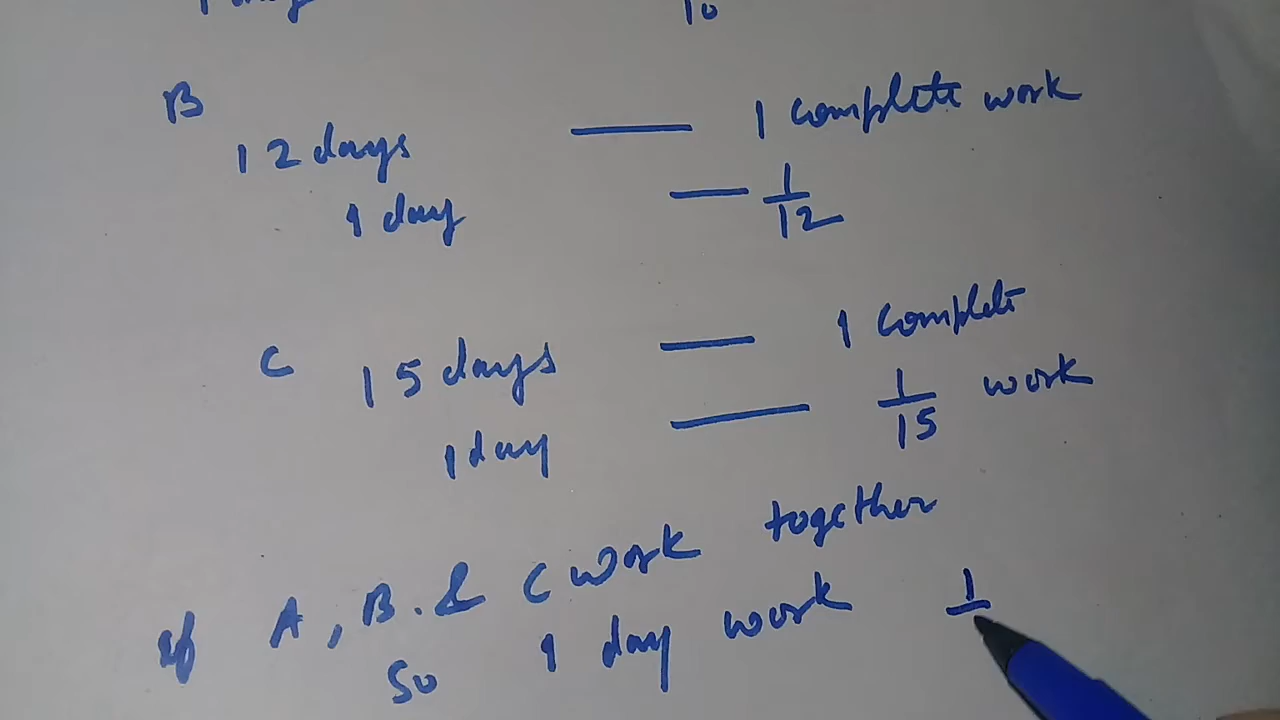 10
B
12 days — 1 complete work
1 day — 1/12
C 15 days — 1 complete
1 day — 1/15 work
if A, B. & C work together
So 1 day work 1